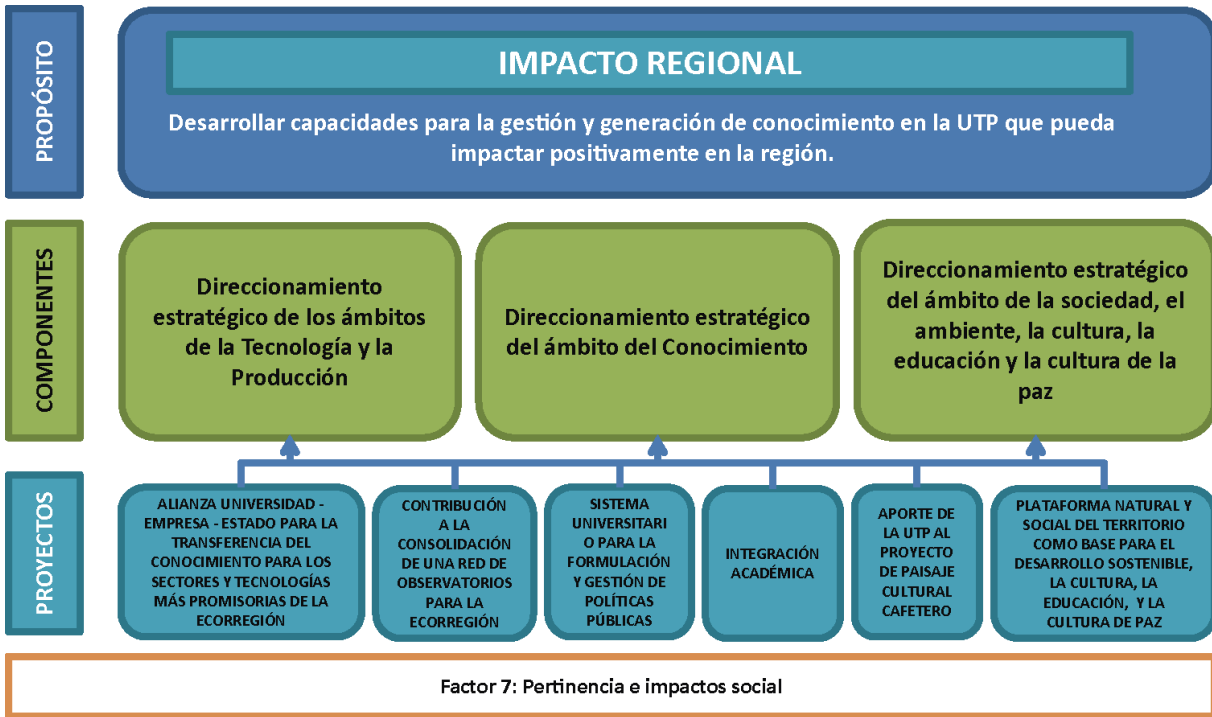 PROPÓSITO
IMPACTO REGIONAL
Desarrollar capacidades para la gestión y generación de conocimiento en la UTP que pueda
impactar positivamente en la región.
COMPONENTES
Direccionamiento
estratégico de los ámbitos
de la Tecnología y la
Producción
Direccionamiento estratégico
del ámbito del Conocimiento
Direccionamiento estratégico
del ámbito de la sociedad, el
ambiente, la cultura, la
educación y la cultura de la
paz
PROYECTOS
ALIANZA UNIVERSIDAD -
EMPRESA - ESTADO PARA LA
TRANSFERENCIA DEL
CONOCIMIENTO PARA LOS
SECTORES Y TECNOLOGÍAS
MÁS PROMISORIAS DE LA
ECORREGIÓN
CONTRIBUCIÓN
A LA
CONSOLIDACIÓN
DE UNA RED DE
OBSERVATORIOS
PARA LA
ECORREGIÓN
SISTEMA
UNIVERSITARI
O PARA LA
FORMULACIÓN
Y GESTIÓN DE
POLÍTICAS
PÚBLICAS
INTEGRACIÓN
ACADÉMICA
APORTE DE
LA UTP AL
PROYECTO
DE PAISAJE
CULTURAL
CAFETERO
PLATAFORMA NATURAL Y
SOCIAL DEL TERRITORIO
COMO BASE PARA EL
DESARROLLO SOSTENIBLE,
LA CULTURA, LA
EDUCACIÓN, Y LA
CULTURA DE PAZ
Factor 7: Pertinencia e impactos social